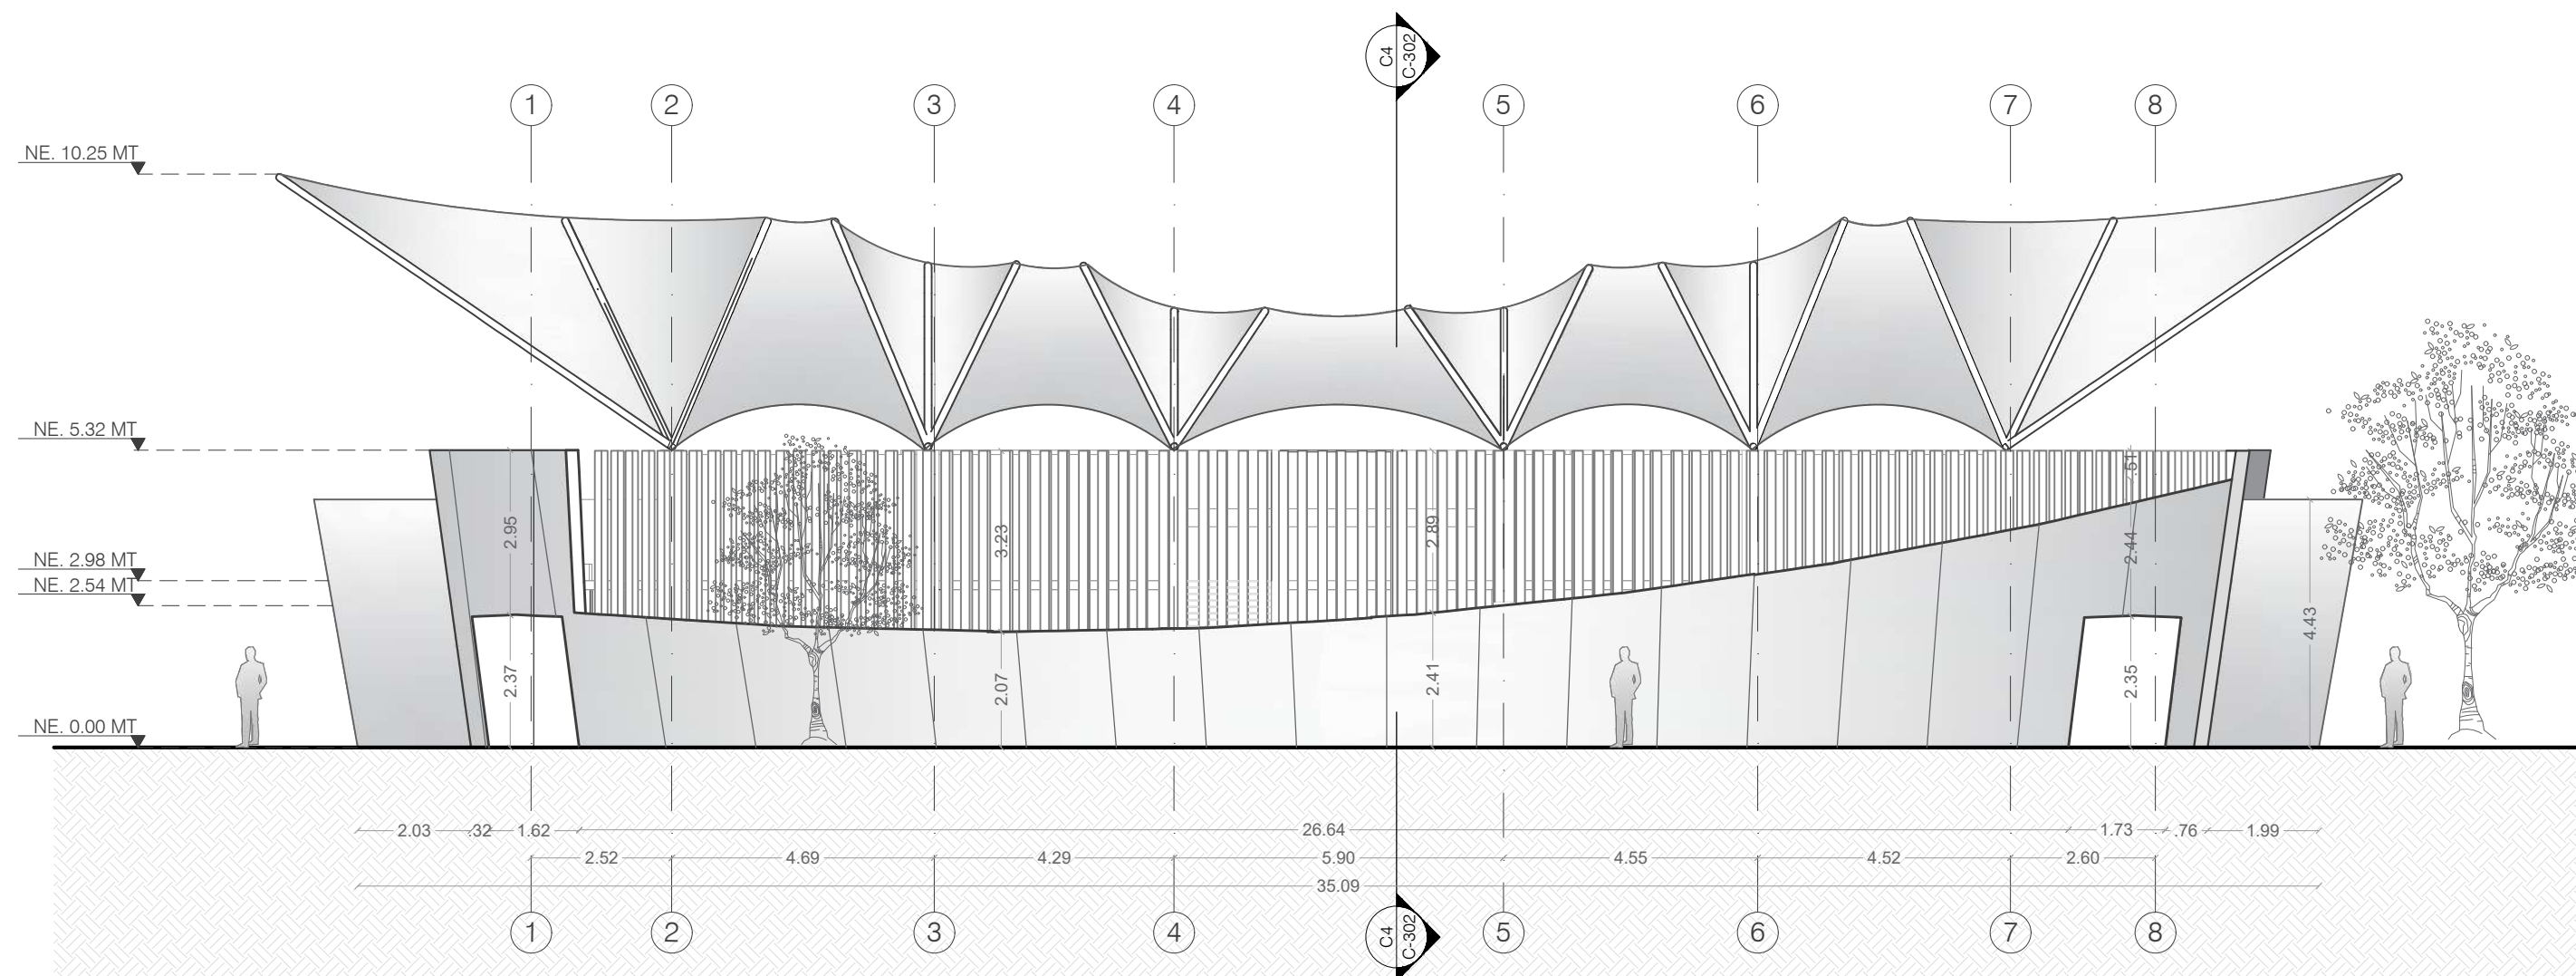 C4
C-302
1 2 3 4 5 6 7 8
NE. 10.25 MT
NE. 5.32 MT
.51
2.95
3.23
2.89
2.44
NE. 2.98 MT
NE. 2.54 MT
4.43
2.37
2.07
2.41
2.35
NE. 0.00 MT
2.03 .32 1.62 26.64 1.73 .76 1.99
2.52 4.69 4.29 5.90 4.55 4.52 2.60
35.09
1 2 3 4 5 6 7 8
C4
C-302